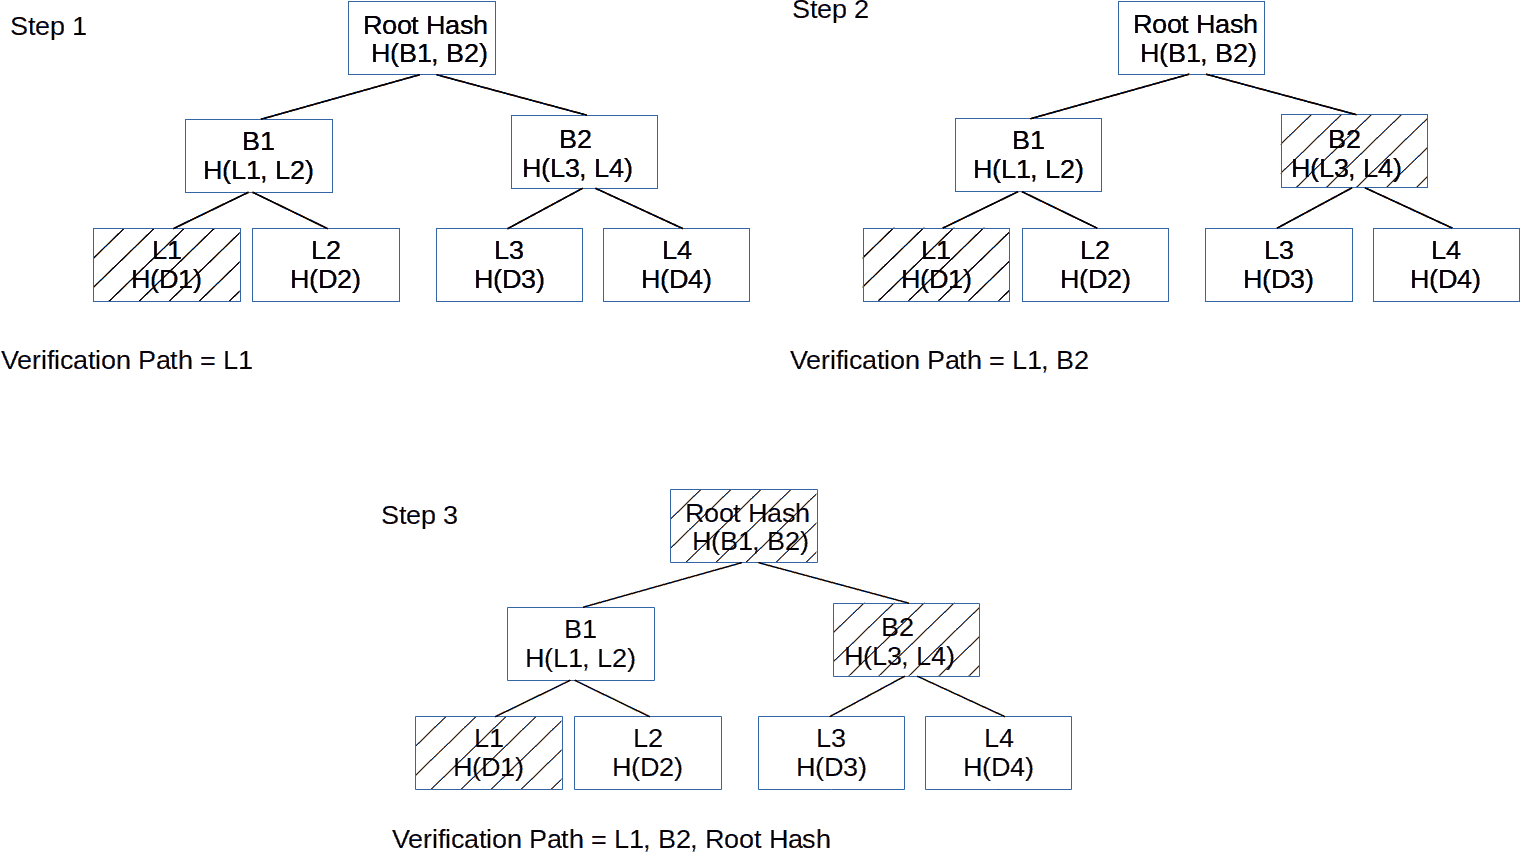 Step 1
Root Hash
H(B1, B2)
B1
H(L1, L2)
B2
H(L3, L4)
L1
H(D1)
L2
H(D2)
L3
H(D3)
L4
H(D4)
Verification Path = L1
Step 2
Root Hash
H(B1, B2)
B1
H(L1, L2)
B2
H(L3, L4)
L1
H(D1)
L2
H(D2)
L3
H(D3)
L4
H(D4)
Verification Path = L1, B2
Step 3
Root Hash
H(B1, B2)
B1
H(L1, L2)
B2
H(L3, L4)
L1
H(D1)
L2
H(D2)
L3
H(D3)
L4
H(D4)
Verification Path = L1, B2, Root Hash